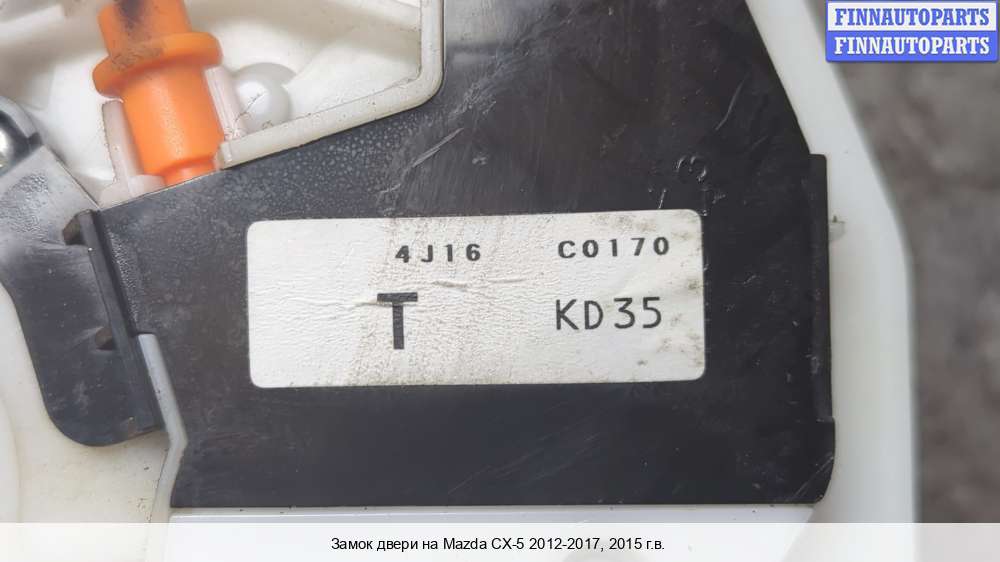 FINNAUTOPARTS
FINNAUTOPARTS
4J16 C0170
T KD35
Замок двери на Mazda CX-5 2012-2017, 2015 г.в.